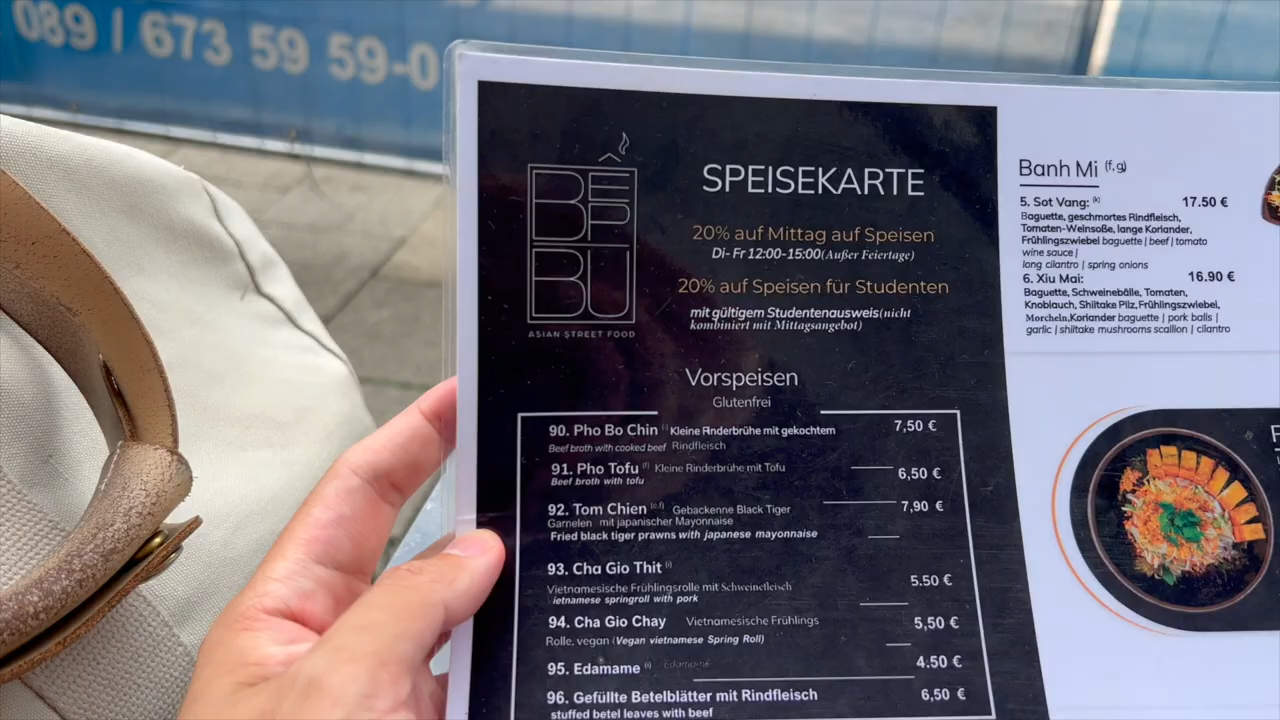 089 | 673 59 59-0
BẾP
BU
ASIAN STREET FOOD
SPEISEKARTE
20% auf Mittag auf Speisen
Di- Fr 12:00-15:00(Außer Feiertage)
20% auf Speisen für Studenten
mit gültigem Studentenausweis(nicht
kombiniert mit Mittagsangebot)
Vorspeisen
Glutenfrei
90. Pho Bo Chin Kleine Rinderbrühe mit gekochtem 7,50 €
Beef broth with cooked beef Rindfleisch
91. Pho Tofu (f) Kleine Rinderbrühe mit Tofu 6,50 €
Beef broth with tofu
92. Tom Chien (c,f) Gebackenne Black Tiger 7,90 €
Garnelen mit japanischer Mayonnaise
Fried black tiger prawns with japanese mayonnaise
93. Cha Gio Thit
Vietnamesische Frühlingsrolle mit Schweinefleisch 5.50 €
ietnamese springroll with pork
94. Cha Gio Chay Vietnamesische Frühlings 5,50 €
Rolle, vegan (Vegan vietnamese Spring Roll)
95. Edamame Edamame 4.50 €
96. Gefüllte Betelblätter mit Rindfleisch 6,50 €
stuffed betel leaves with beef
Banh Mi (f,g)
5. Sot Vang: (k) 17.50 €
Baguette, geschmortes Rindfleisch,
Tomaten-Weinsoße, lange Koriander,
Frühlingszwiebel baguette | beef | tomato
wine sauce |
long cilantro | spring onions
6. Xiu Mai: 16.90 €
Baguette, Schweinebälle, Tomaten,
Knoblauch, Shiitake Pilz, Frühlingszwiebel,
Morcheln,Koriander baguette | pork balls |
garlic | shiitake mushrooms scallion | cilantro